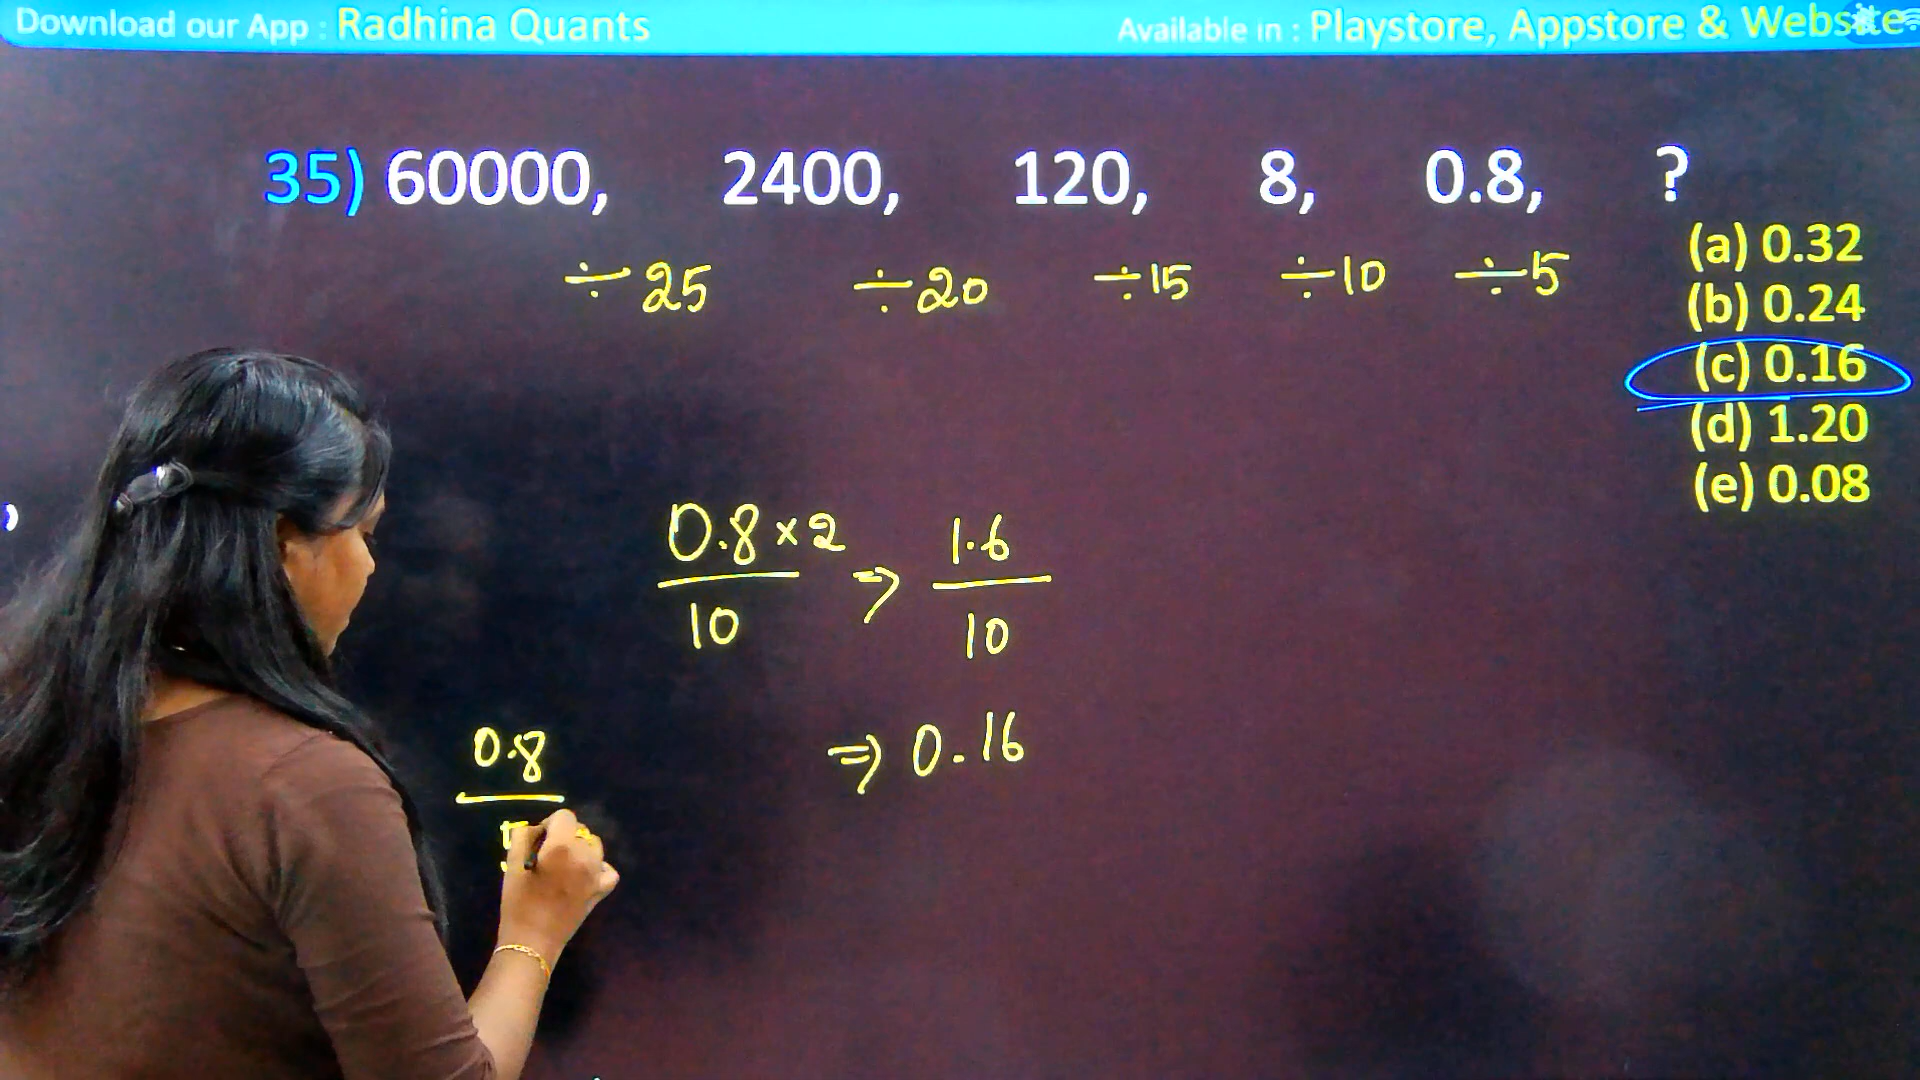 Download our App : Radhina Quants
Available in : Playstore, Appstore & Website
35) 60000, 2400, 120, 8, 0.8, ?
÷ 25 ÷ 20 ÷ 15 ÷ 10 ÷ 5
(a) 0.32
(b) 0.24
(c) 0.16
(d) 1.20
(e) 0.08
0.8 × 2 ⇒ 1.6
10 10
⇒ 0.16
0.8
5